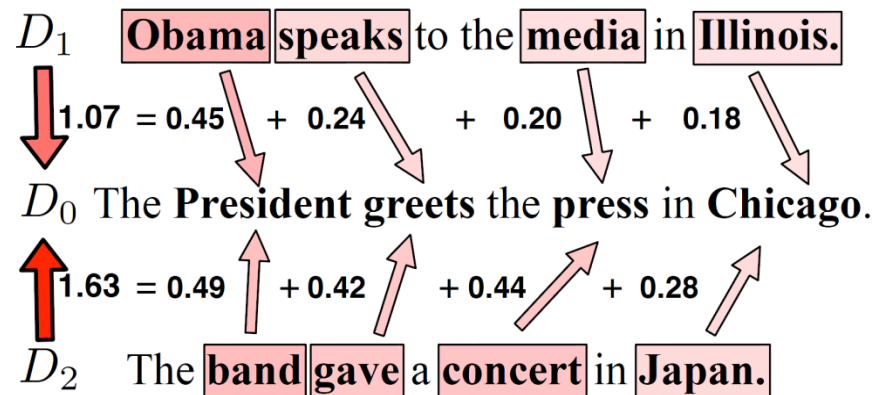 D₁ Obama speaks to the media in Illinois.
1.07 = 0.45 + 0.24 + 0.20 + 0.18
D₀ The President greets the press in Chicago.
1.63 = 0.49 + 0.42 + 0.44 + 0.28
D₂ The band gave a concert in Japan.